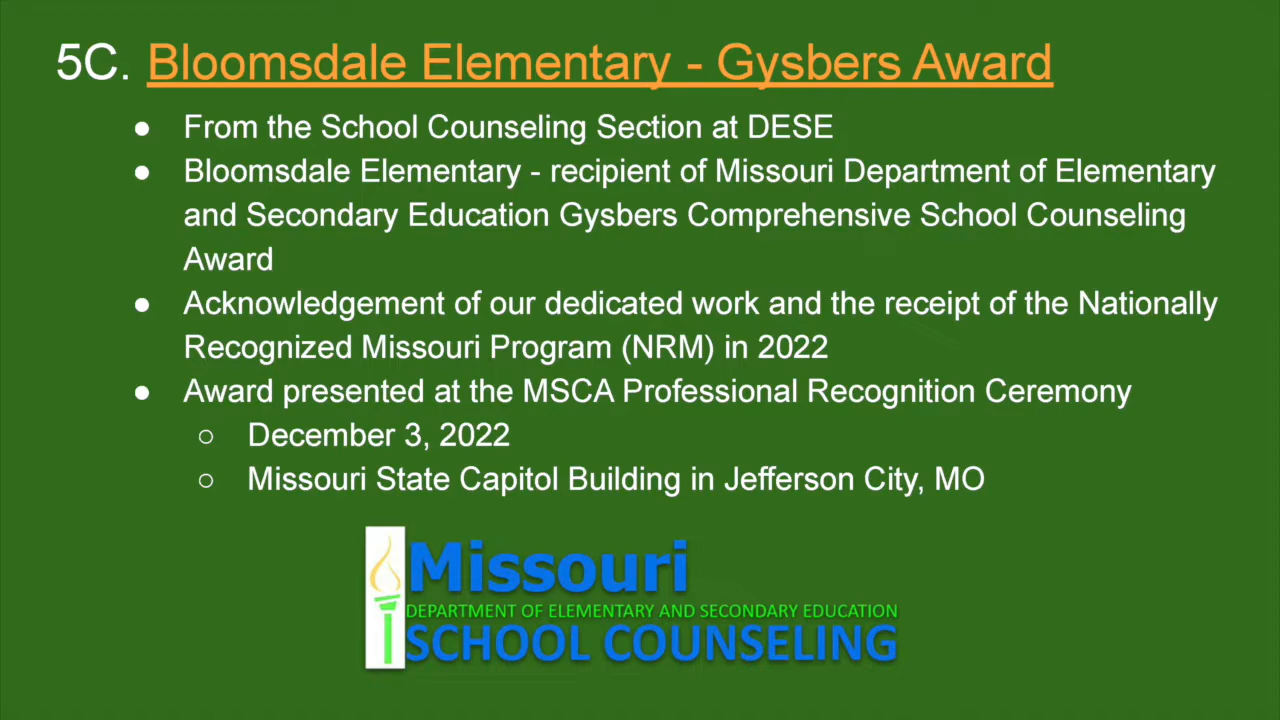 5C. Bloomsdale Elementary - Gysbers Award
● From the School Counseling Section at DESE
● Bloomsdale Elementary - recipient of Missouri Department of Elementary
and Secondary Education Gysbers Comprehensive School Counseling
Award
● Acknowledgement of our dedicated work and the receipt of the Nationally
Recognized Missouri Program (NRM) in 2022
● Award presented at the MSCA Professional Recognition Ceremony
○ December 3, 2022
○ Missouri State Capitol Building in Jefferson City, MO
Missouri
DEPARTMENT OF ELEMENTARY AND SECONDARY EDUCATION
SCHOOL COUNSELING